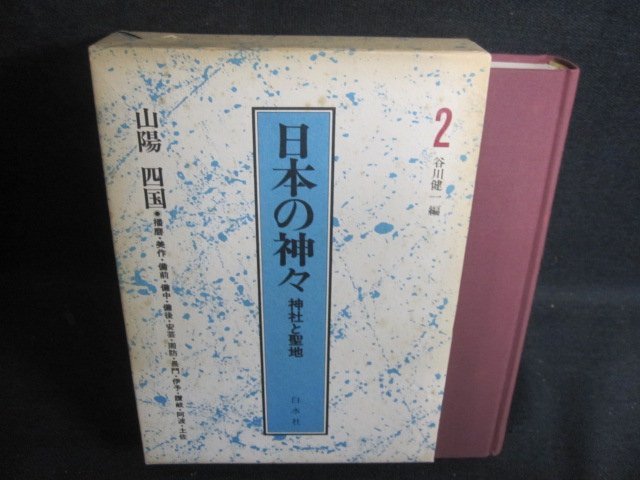 2
谷川健一編
日本の神々
神社と聖地
白水社
山陽 四国
●播磨・美作・備前・備中・備後・安芸・周防・長門・伊予・讃岐・阿波・土佐